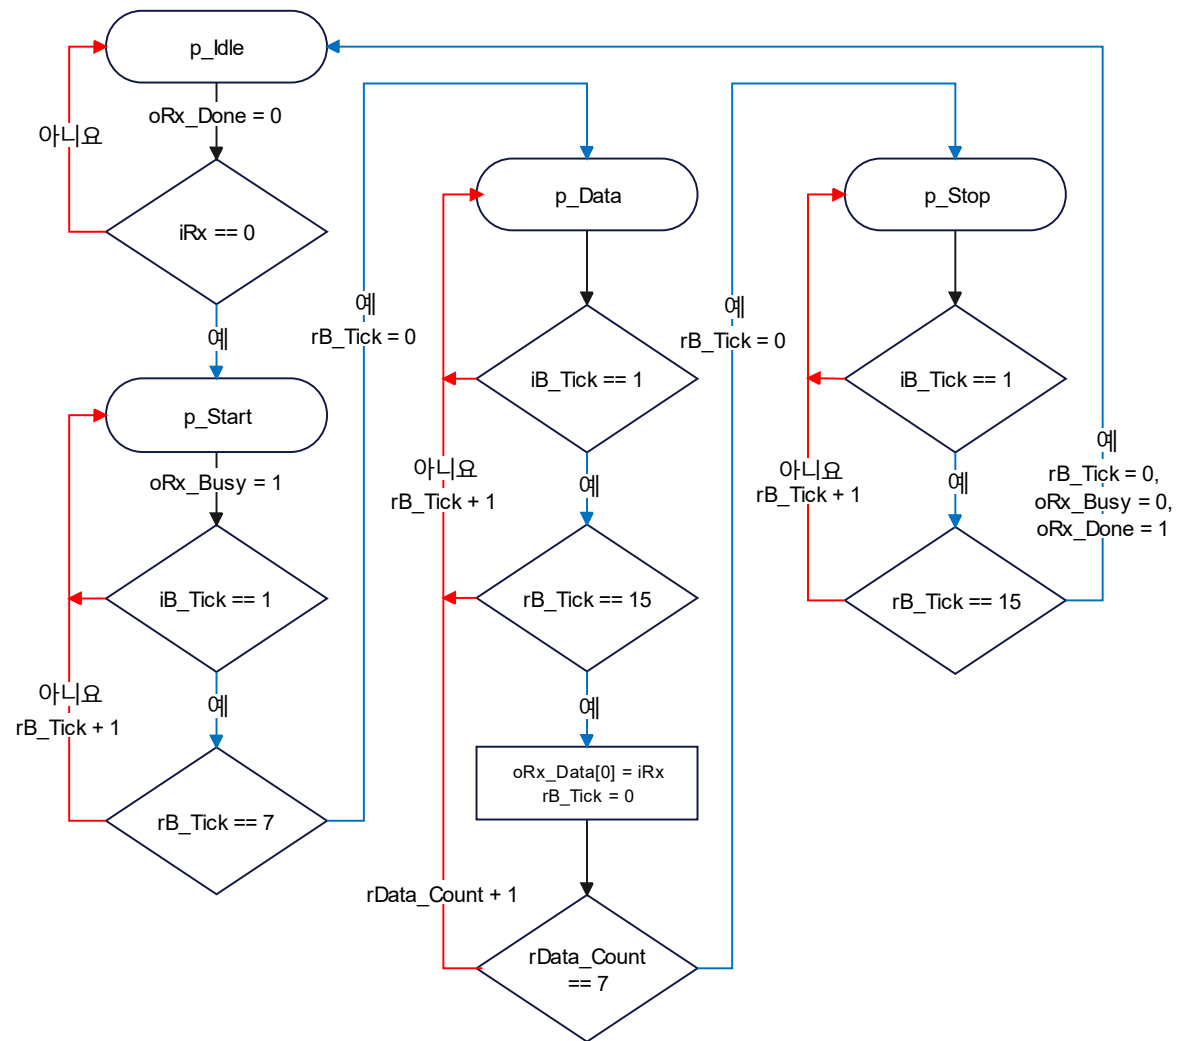 p_Idle
oRx_Done = 0
아니요
iRx == 0
예
p_Start
oRx_Busy = 1
iB_Tick == 1
아니요
rB_Tick + 1
예
rB_Tick == 7
예
rB_Tick = 0
p_Data
iB_Tick == 1
아니요
rB_Tick + 1
예
rB_Tick == 15
예
oRx_Data[0] = iRx
rB_Tick = 0
rData_Count + 1
rData_Count
== 7
예
rB_Tick = 0
p_Stop
iB_Tick == 1
아니요
rB_Tick + 1
예
rB_Tick == 15
예
rB_Tick = 0,
oRx_Busy = 0,
oRx_Done = 1